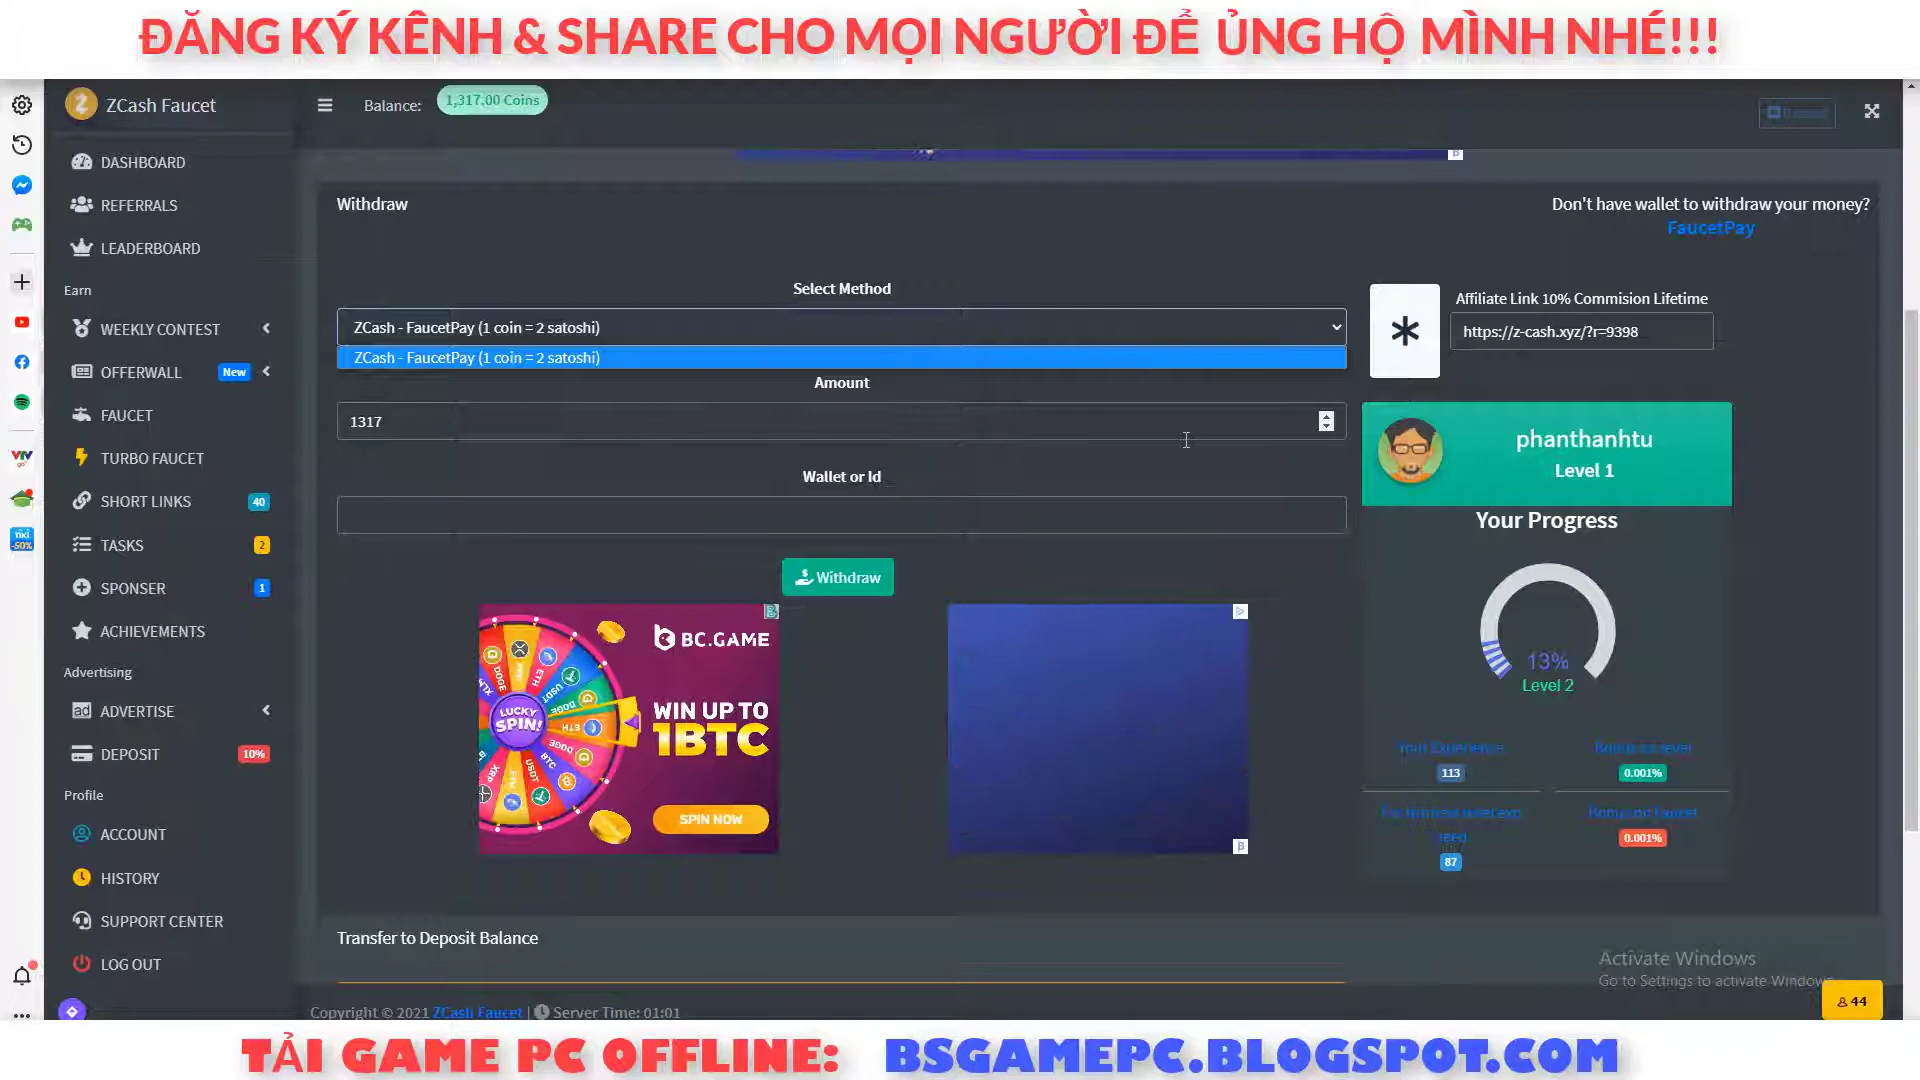 ĐĂNG KÝ KÊNH & SHARE CHO MỌI NGƯỜI ĐỂ ỦNG HỘ MÌNH NHÉ!!!
ZCash Faucet
Balance: 1,317.00 Coins
DASHBOARD
REFERRALS
LEADERBOARD
Earn
WEEKLY CONTEST
OFFERWALL New
FAUCET
TURBO FAUCET
SHORT LINKS 40
TASKS 2
SPONSER 1
ACHIEVEMENTS
Advertising
ADVERTISE
DEPOSIT 10%
Profile
ACCOUNT
HISTORY
SUPPORT CENTER
LOG OUT
Withdraw
Don't have wallet to withdraw your money?
FaucetPay
Select Method
ZCash - FaucetPay (1 coin = 2 satoshi)
ZCash - FaucetPay (1 coin = 2 satoshi)
Amount
1317
Wallet or Id
Withdraw
BC.GAME
LUCKY
SPIN!
WIN UP TO
1BTC
SPIN NOW
Affiliate Link 10% Commision Lifetime
https://z-cash.xyz/?r=9398
phanthanhtu
Level 1
Your Progress
13%
Level 2
Your Experience
113
0.001%
87
Bonus on Faucet
0.001%
Transfer to Deposit Balance
Activate Windows
Go to Settings to activate Windows.
44
Copyright © 2021 ZCash Faucet | Server Time: 01:01
TẢI GAME PC OFFLINE: BSGAMEPC.BLOGSPOT.COM